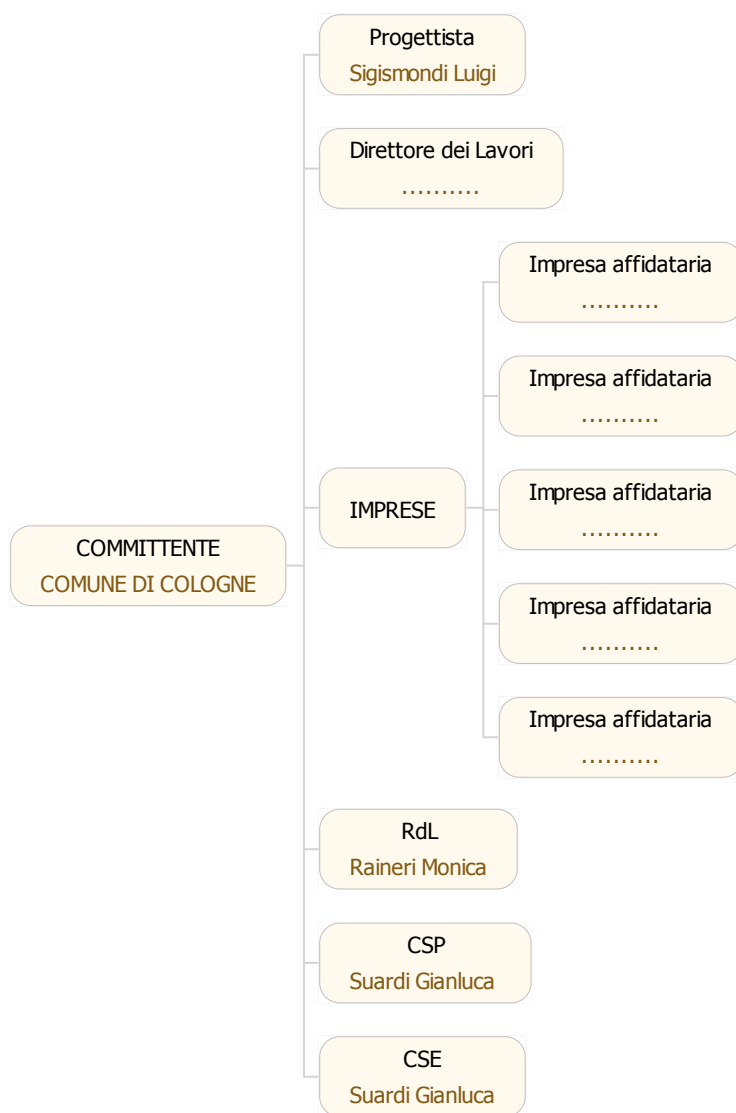 Progettista
Sigismondi Luigi
Direttore dei Lavori
..........
Impresa affidataria
..........
Impresa affidataria
..........
IMPRESE
Impresa affidataria
..........
COMMITTENTE
COMUNE DI COLOGNE
Impresa affidataria
..........
Impresa affidataria
..........
RdL
Raineri Monica
CSP
Suardi Gianluca
CSE
Suardi Gianluca